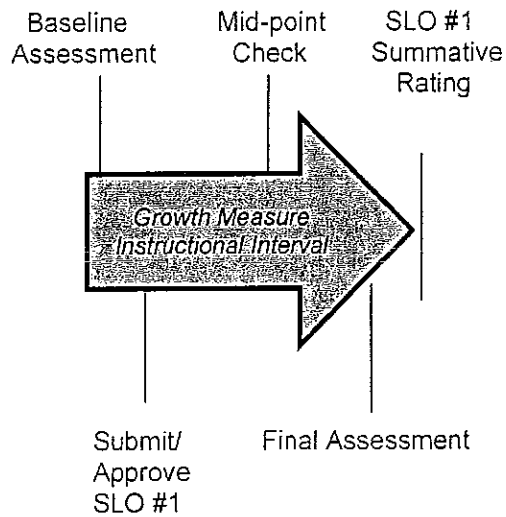 Baseline
Assessment
Mid-point
Check
SLO #1
Summative
Rating
Growth Measure
Instructional Interval
Submit/
Approve
SLO #1
Final Assessment